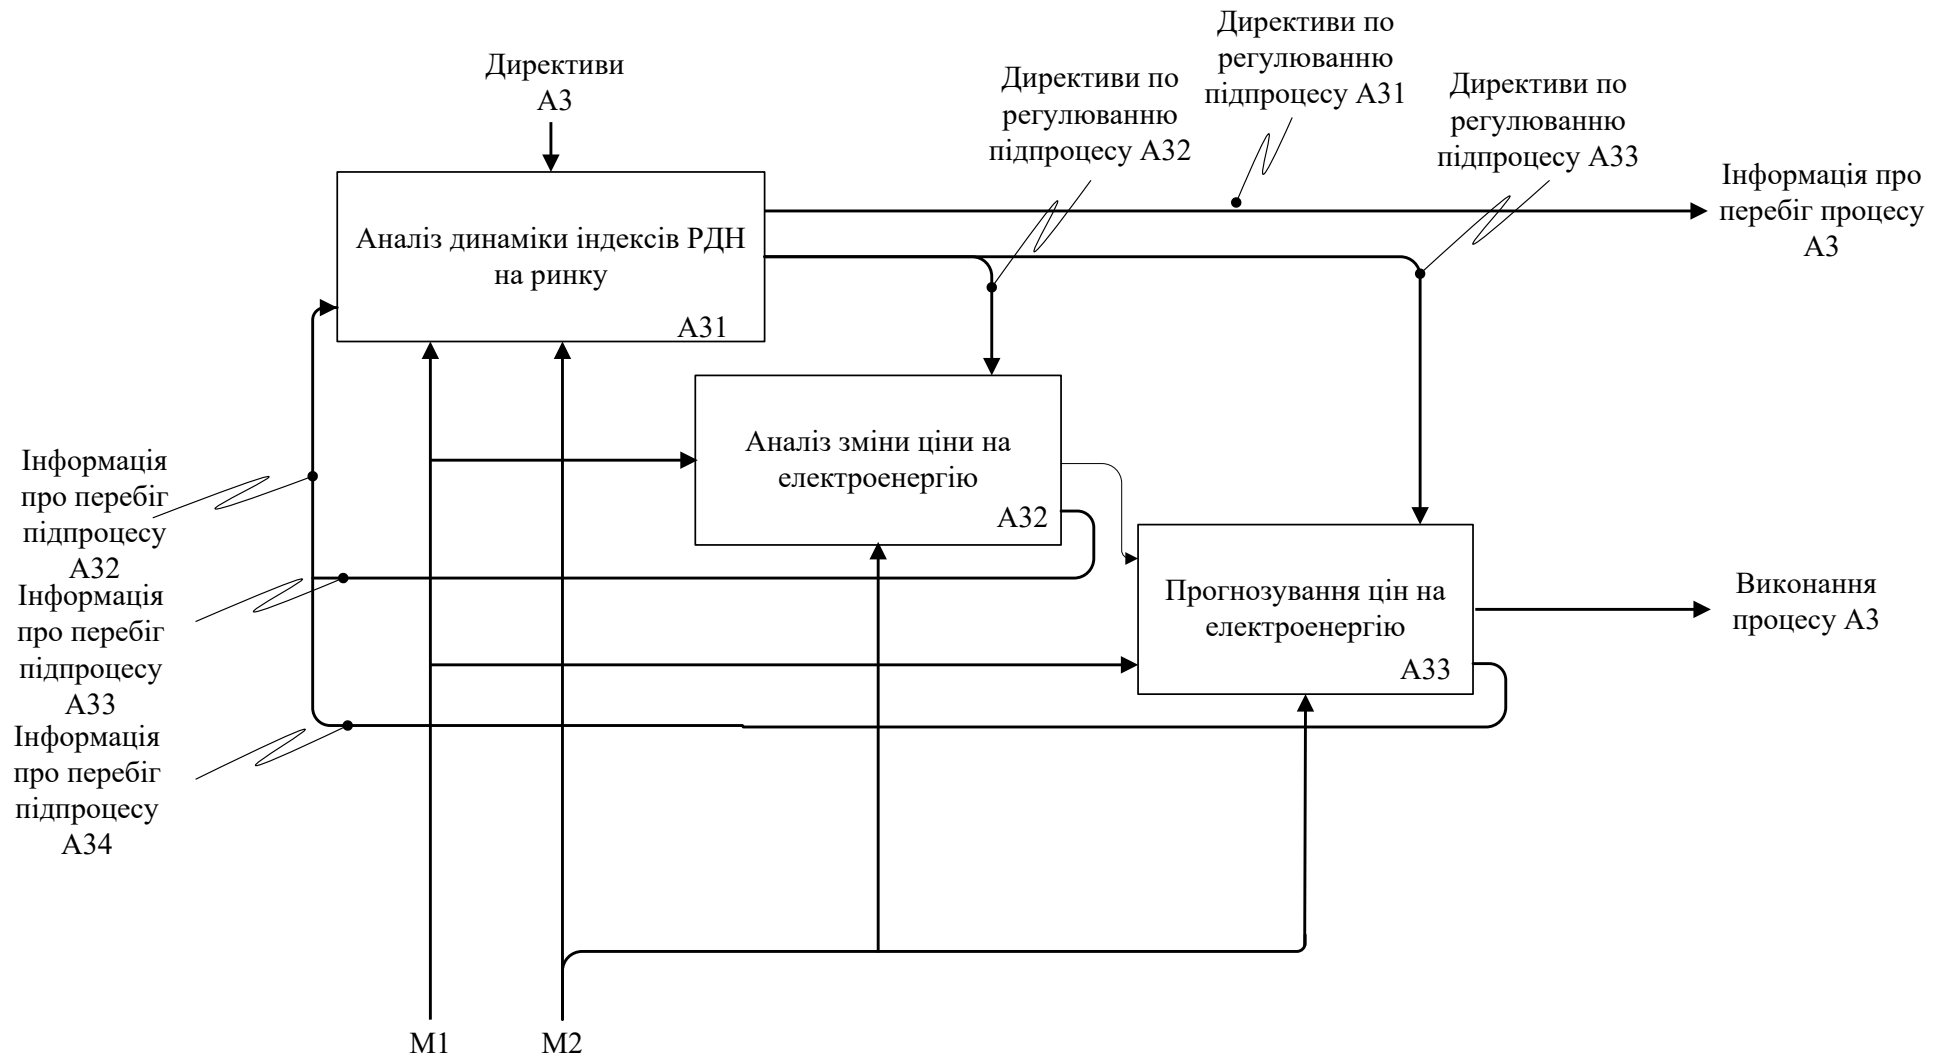 Директиви по
регулюванню
підпроцесу А31
Директиви
А3
Директиви по
регулюванню
підпроцесу А32
Директиви по
регулюванню
підпроцесу А33
Інформація про
перебіг процесу
А3
Аналіз динаміки індексів РДН
на ринку
А31
Аналіз зміни ціни на
електроенергію
А32
Інформація
про перебіг
підпроцесу
А32
Інформація
про перебіг
підпроцесу
А33
Інформація
про перебіг
підпроцесу
А34
Прогнозування цін на
електроенергію
А33
Виконання
процесу А3
М1
М2